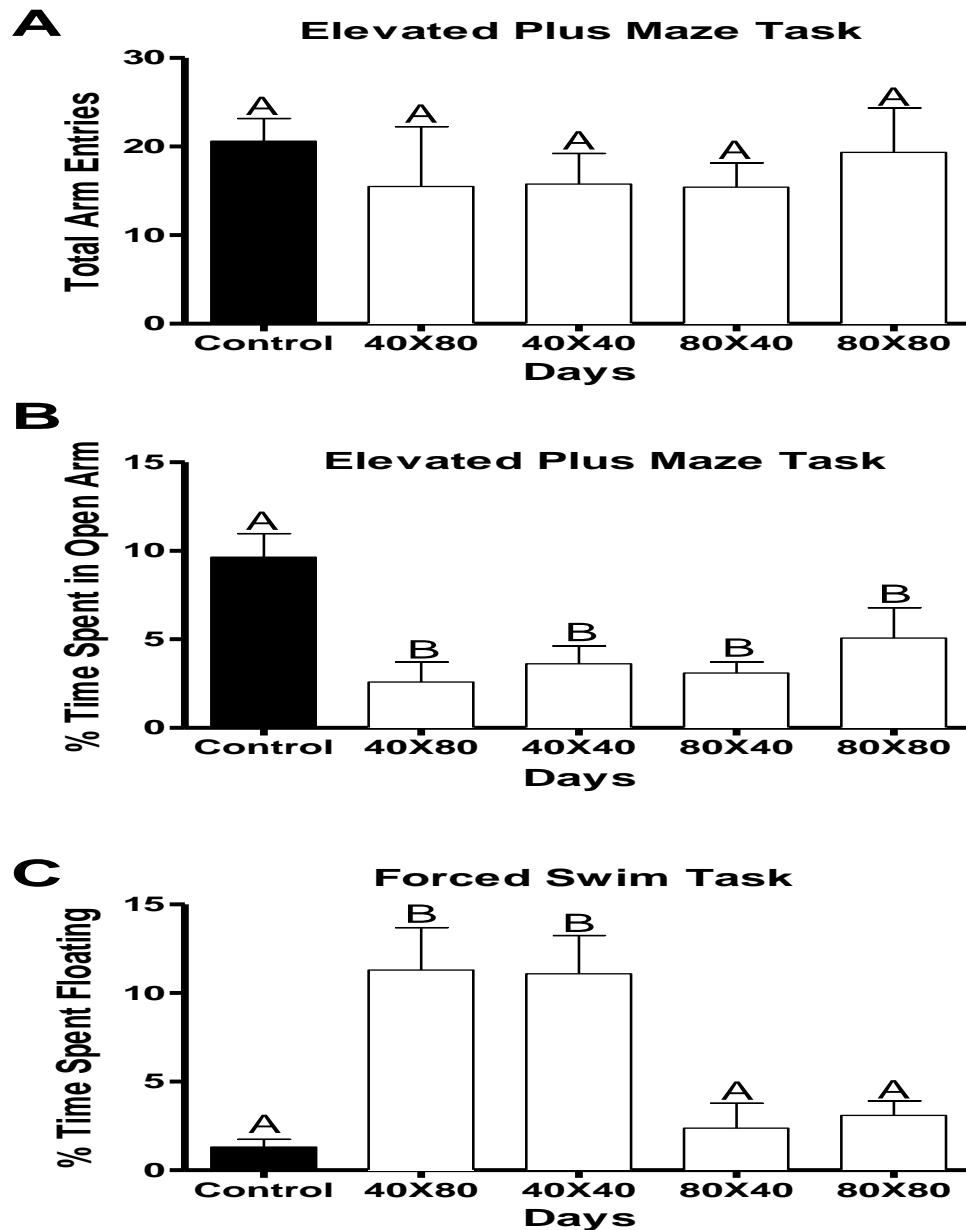 A
Elevated Plus Maze Task
Total Arm Entries
30
20
10
0
A A A A A
Control 40X80 40X40 80X40 80X80
Days
B
Elevated Plus Maze Task
% Time Spent in Open Arm
15
10
5
0
A B B B B
Control 40X80 40X40 80X40 80X80
Days
C
Forced Swim Task
% Time Spent Floating
15
10
5
0
A B B A A
Control 40X80 40X40 80X40 80X80
Days